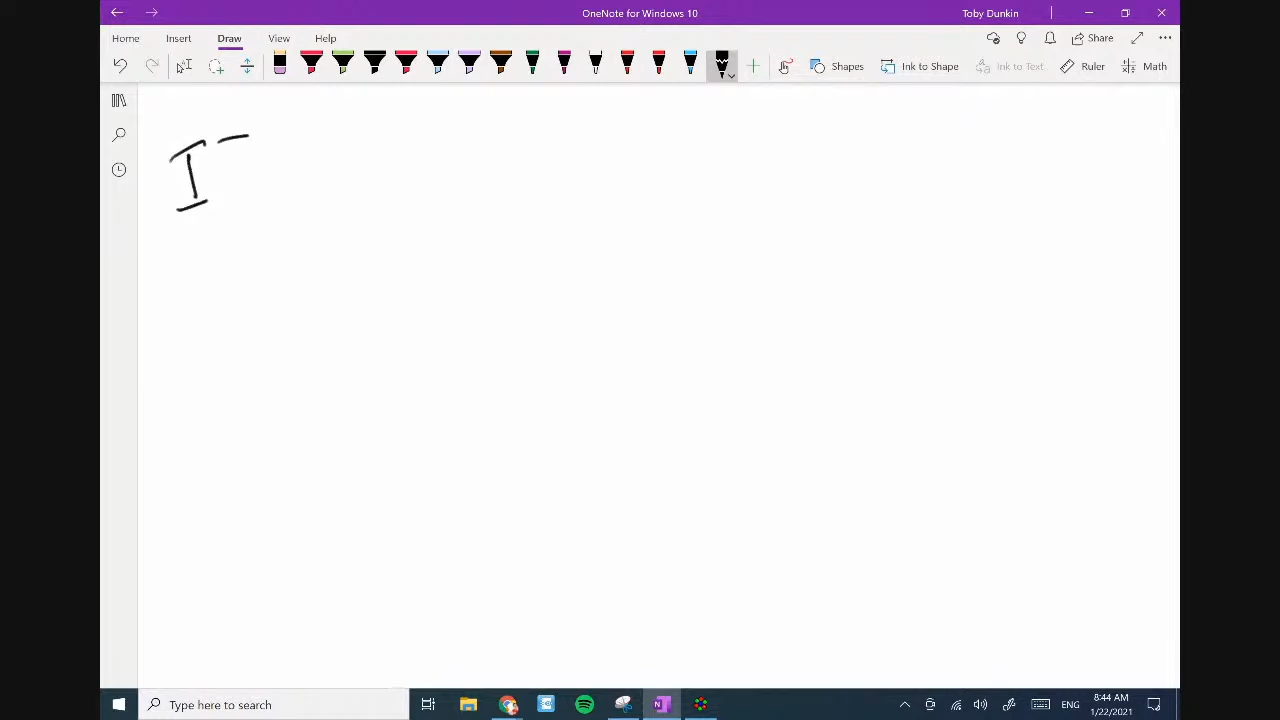 OneNote for Windows 10
Toby Dunkin
Home Insert Draw View Help
Share
Shapes
Ink to Shape
Ink to Text
Ruler
Math
I⁻
Type here to search
ENG
8:44 AM
1/22/2021